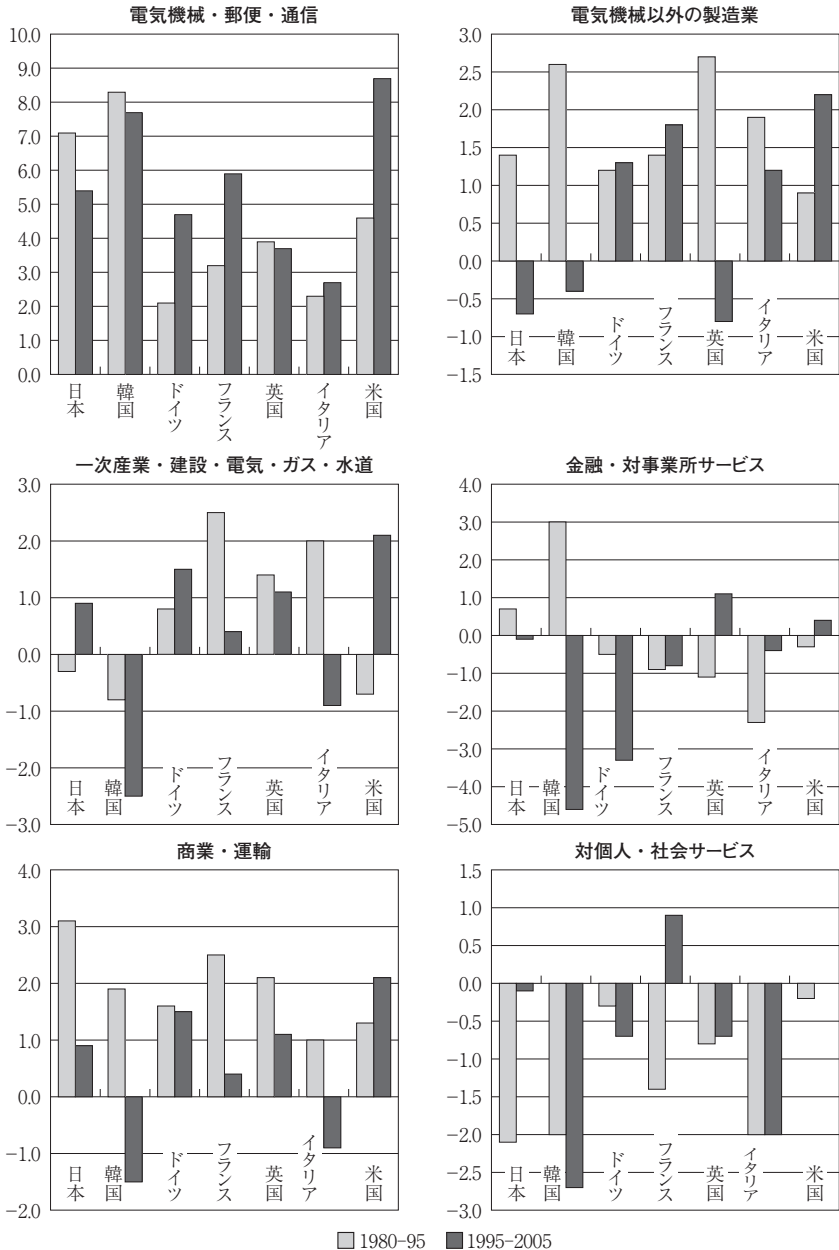 電気機械・郵便・通信
10.0
9.0
8.0
7.0
6.0
5.0
4.0
3.0
2.0
1.0
0.0
日本
韓国
ドイツ
フランス
英国
イタリア
米国
電気機械以外の製造業
3.0
2.5
2.0
1.5
1.0
0.5
0.0
−0.5
−1.0
−1.5
日本
韓国
ドイツ
フランス
英国
イタリア
米国
一次産業・建設・電気・ガス・水道
3.0
2.0
1.0
0.0
−1.0
−2.0
−3.0
日本
韓国
ドイツ
フランス
英国
イタリア
米国
金融・対事業所サービス
4.0
3.0
2.0
1.0
0.0
−1.0
−2.0
−3.0
−4.0
−5.0
日本
韓国
ドイツ
フランス
英国
イタリア
米国
商業・運輸
4.0
3.0
2.0
1.0
0.0
−1.0
−2.0
日本
韓国
ドイツ
フランス
英国
イタリア
米国
対個人・社会サービス
1.5
1.0
0.5
0.0
−0.5
−1.0
−1.5
−2.0
−2.5
−3.0
日本
韓国
ドイツ
フランス
英国
イタリア
米国
1980-95 1995-2005